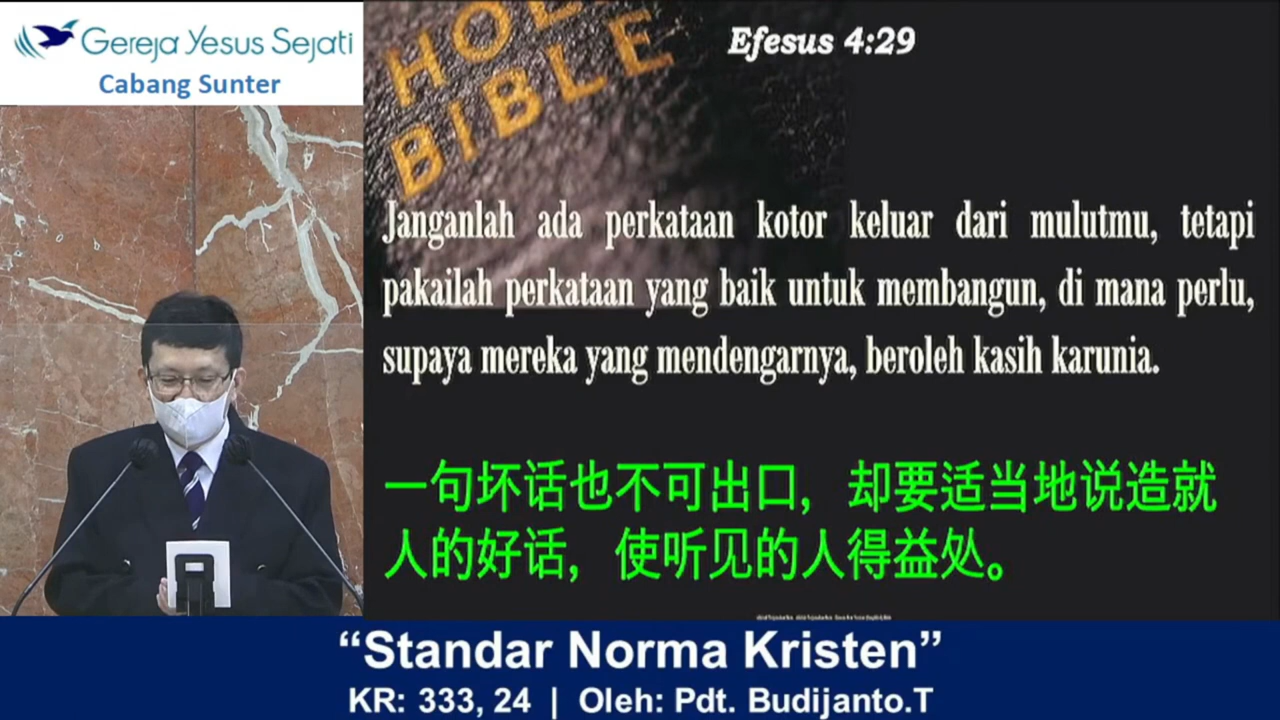 Gereja Yesus Sejati
Cabang Sunter
HOLY
BIBLE
Efesus 4:29
Janganlah ada perkataan kotor keluar dari mulutmu, tetapi
pakailah perkataan yang baik untuk membangun, di mana perlu,
supaya mereka yang mendengarnya, beroleh kasih karunia.
一句坏话也不可出口，却要适当地说造就
人的好话，使听见的人得益处。
“Standar Norma Kristen”
KR: 333, 24 | Oleh: Pdt. Budijanto.T